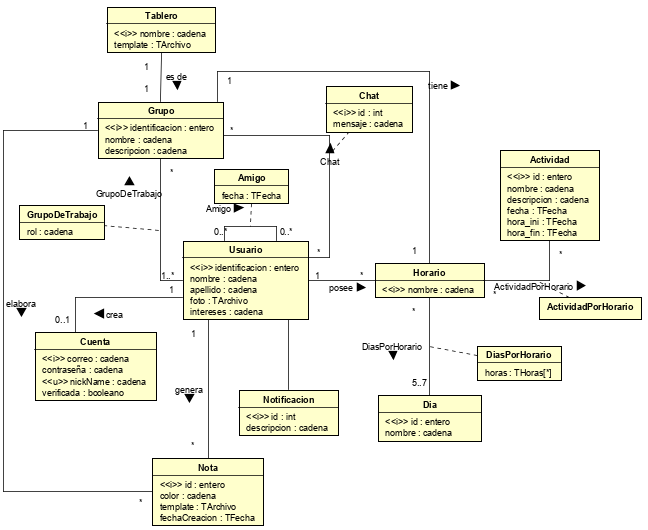 Tablero
<<i>> nombre : cadena
template : TArchivo
1
1
es de
1
tiene
Grupo
<<i>> identificacion : entero
nombre : cadena
descripcion : cadena
1
*
*
Chat
<<i>> id : int
mensaje : cadena
Chat
Actividad
<<i>> id : entero
nombre : cadena
descripcion : cadena
fecha : TFecha
hora_ini : TFecha
hora_fin : TFecha
*
GrupoDeTrabajo
Amigo
fecha : TFecha
Amigo
GrupoDeTrabajo
rol : cadena
0..*
0..*
Usuario
<<i>> identificacion : entero
nombre : cadena
apellido : cadena
foto : TArchivo
intereses : cadena
1..*
*
1
1
posee
*
1
Horario
<<i>> nombre : cadena
*
ActividadPorHorario
ActividadPorHorario
elabora
0..1
crea
1
*
Cuenta
<<i>> correo : cadena
contraseña : cadena
<<u>> nickName : cadena
verificada : booleano
DiasPorHorario
DiasPorHorario
horas : THoras[*]
genera
5..7
Notificacion
<<i>> id : int
descripcion : cadena
Dia
<<i>> id : entero
nombre : cadena
*
*
Nota
<<i>> id : entero
color : cadena
template : TArchivo
fechaCreacion : TFecha